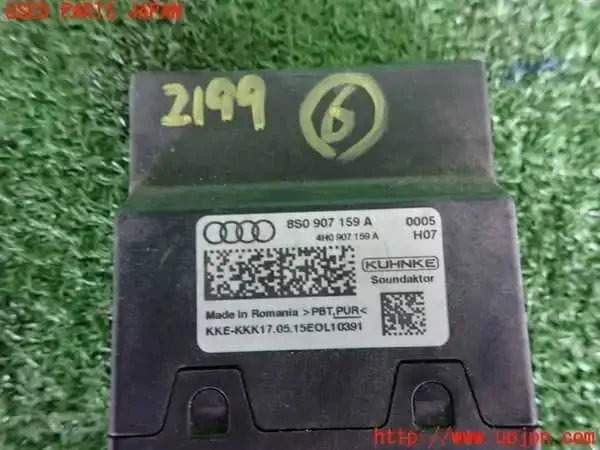 USED PARTS JAPAN
2199 6
8S0 907 159 A 0005
4H0 907 159 A H07
KUHNKE
Soundaktor
Made in Romania >PBT,PUR<
KKE-KKK17.05.15EOL10391
http://www.upjpn.com